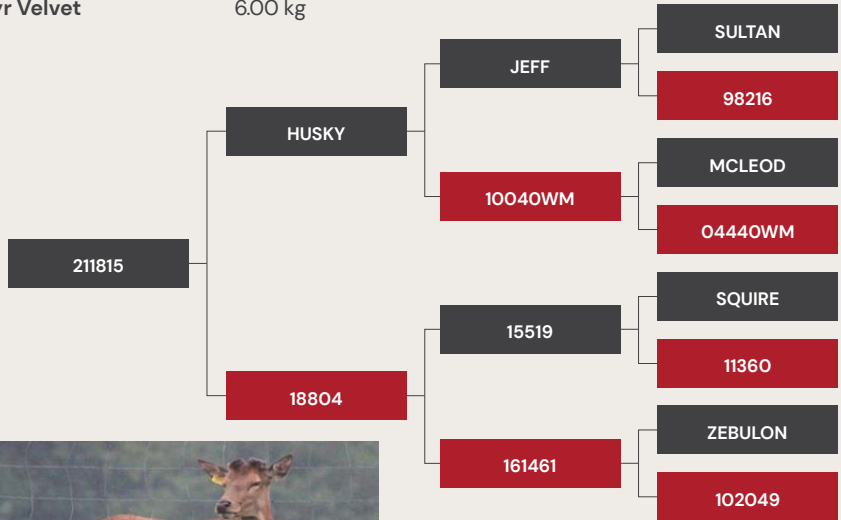 yr Velvet 6.00 kg
SULTAN
JEFF
98216
HUSKY
MCLEOD
10040WM
04440WM
211815
SQUIRE
15519
11360
18804
ZEBULON
161461
102049